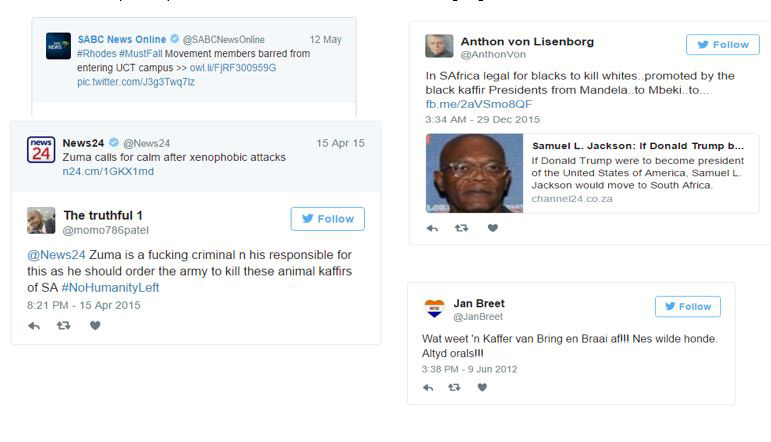 SABC News Online @SABCNewsOnline 12 May
#Rhodes #MustFall Movement members barred from
entering UCT campus >> owl.li/FjRF300959G
pic.twitter.com/J3g3Twq7Iz
news 24
News24 @News24 15 Apr 15
Zuma calls for calm after xenophobic attacks
n24.cm/1GKX1md
The truthful 1
@momo786patel
Follow
@News24 Zuma is a fucking criminal n his responsible for
this as he should order the army to kill these animal kaffirs
of SA #NoHumanityLeft
8:21 PM - 15 Apr 2015
Anthon von Lisenborg
@AnthonVon
Follow
In SAfrica legal for blacks to kill whites..promoted by the
black kaffir Presidents from Mandela..to Mbeki..to...
fb.me/2aVSmo8QF
3:34 AM - 29 Dec 2015
Samuel L. Jackson: If Donald Trump b...
If Donald Trump were to become president
of the United States of America, Samuel L.
Jackson would move to South Africa.
channel24.co.za
Jan Breet
@JanBreet
Follow
Wat weet 'n Kaffer van Bring en Braai af!!! Nes wilde honde.
Altyd orals!!!
3:38 PM - 9 Jun 2012